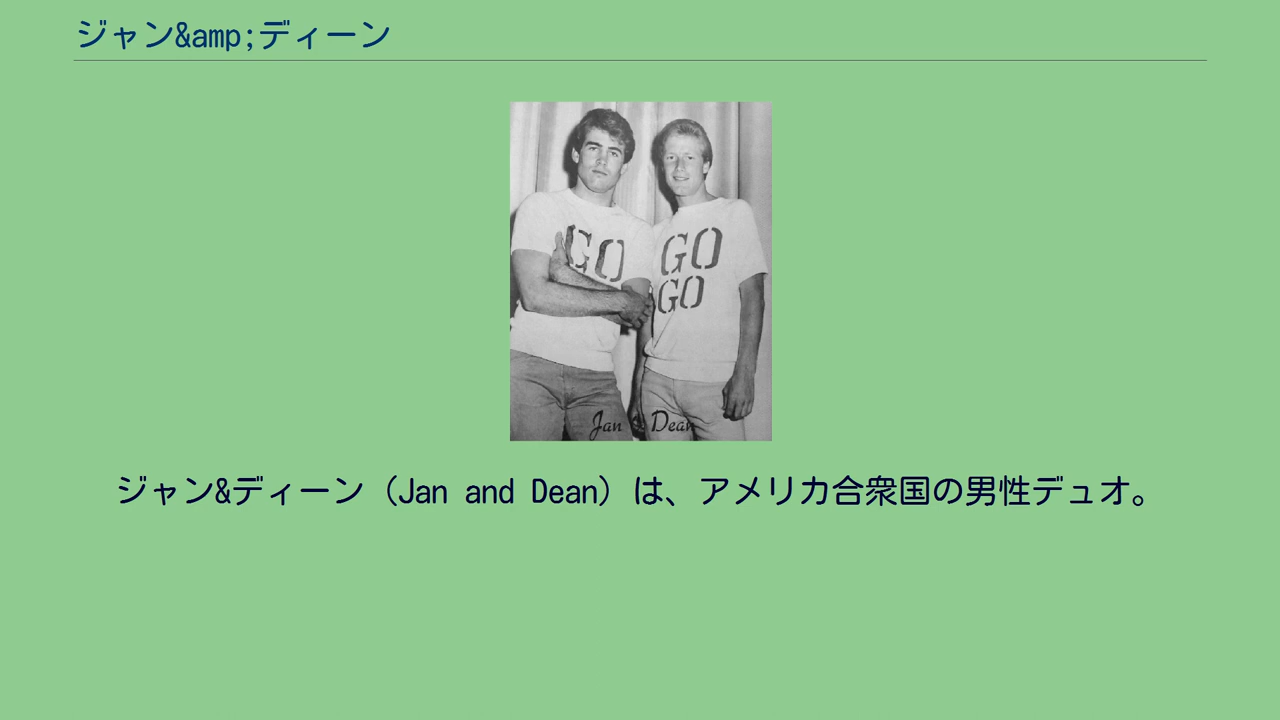 ジャン&amp;ディーン
GO
GO
GO
Jan & Dean
ジャン&ディーン（Jan and Dean）は、アメリカ合衆国の男性デュオ。